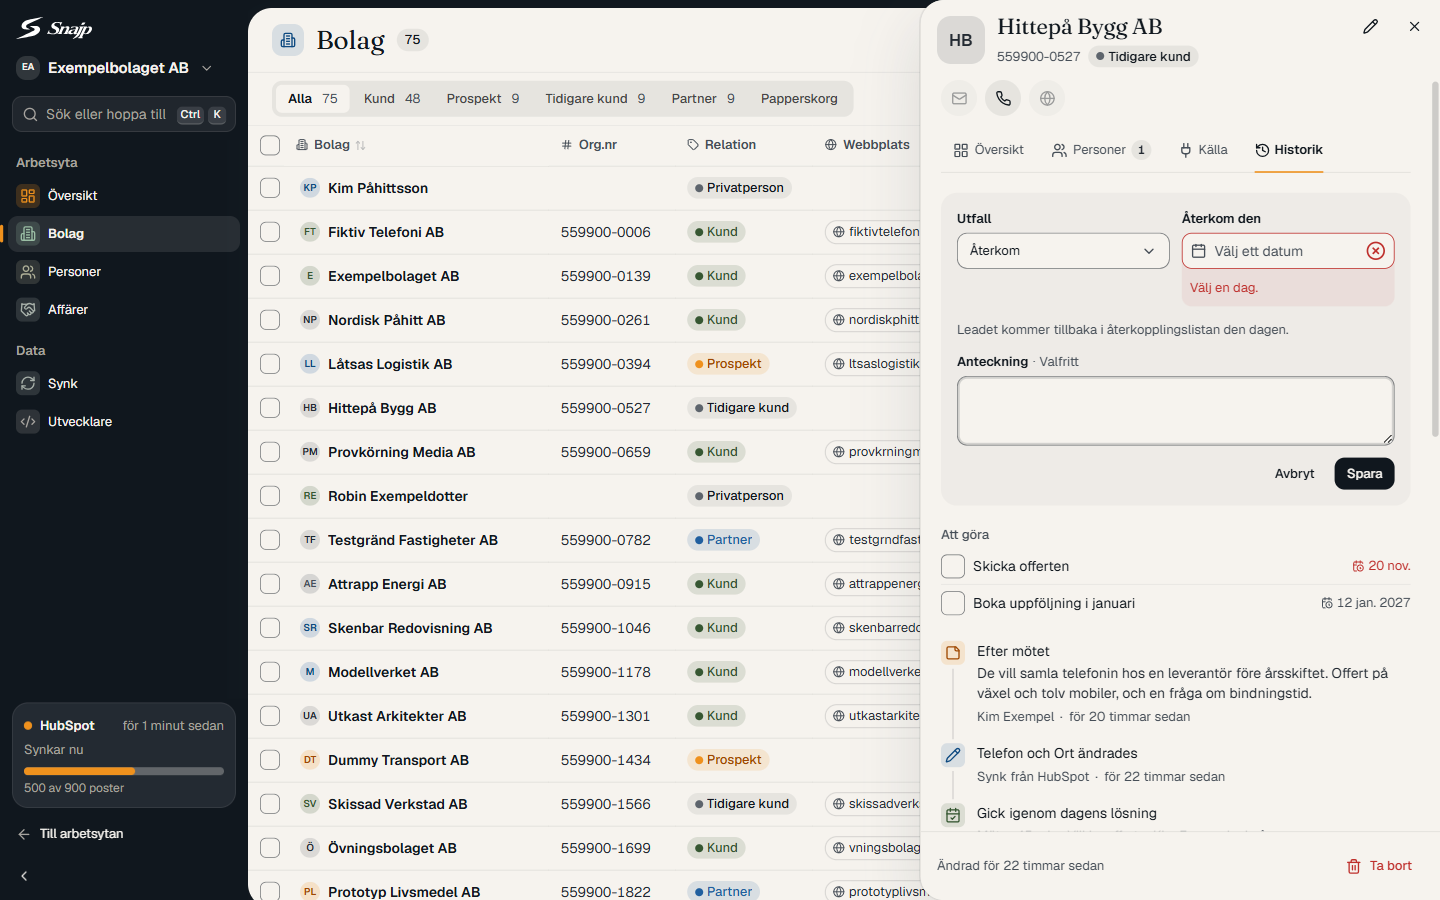 Snajp
EA Exempelbolaget AB
Sök eller hoppa till Ctrl K
Arbetsyta
Översikt
Bolag
Personer
Affärer
Data
Synk
Utvecklare
HubSpot för 1 minut sedan
Synkar nu
500 av 900 poster
Till arbetsytan
Bolag 75
Alla 75 Kund 48 Prospekt 9 Tidigare kund 9 Partner 9 Papperskorg
Bolag # Org.nr Relation Webbplats
KP Kim Påhittsson Privatperson
FT Fiktiv Telefoni AB 559900-0006 Kund fiktivtelefon
E Exempelbolaget AB 559900-0139 Kund exempelbola
NP Nordisk Påhitt AB 559900-0261 Kund nordiskphitt
LL Låtsas Logistik AB 559900-0394 Prospekt ltsaslogistik
HB Hittepå Bygg AB 559900-0527 Tidigare kund
PM Provkörning Media AB 559900-0659 Kund provkrningm
RE Robin Exempeldotter Privatperson
TF Testgränd Fastigheter AB 559900-0782 Partner testgrndfast
AE Attrapp Energi AB 559900-0915 Kund attrappenerg
SR Skenbar Redovisning AB 559900-1046 Kund skenbarredo
M Modellverket AB 559900-1178 Kund modellverke
UA Utkast Arkitekter AB 559900-1301 Kund utkastarkite
DT Dummy Transport AB 559900-1434 Prospekt
SV Skissad Verkstad AB 559900-1566 Tidigare kund skissadverks
Ö Övningsbolaget AB 559900-1699 Kund vningsbolag
PL Prototyp Livsmedel AB 559900-1822 Partner prototyplivsm
HB Hittepå Bygg AB
559900-0527 Tidigare kund
Översikt Personer 1 Källa Historik
Utfall Återkom den
Återkom Välj ett datum
Välj en dag.
Leadet kommer tillbaka i återkopplingslistan den dagen.
Anteckning · Valfritt
Avbryt Spara
Att göra
Skicka offerten 20 nov.
Boka uppföljning i januari 12 jan. 2027
Efter mötet
De vill samla telefonin hos en leverantör före årsskiftet. Offert på
växel och tolv mobiler, och en fråga om bindningstid.
Kim Exempel · för 20 timmar sedan
Telefon och Ort ändrades
Synk från HubSpot · för 22 timmar sedan
Gick igenom dagens lösning
Ändrad för 22 timmar sedan Ta bort